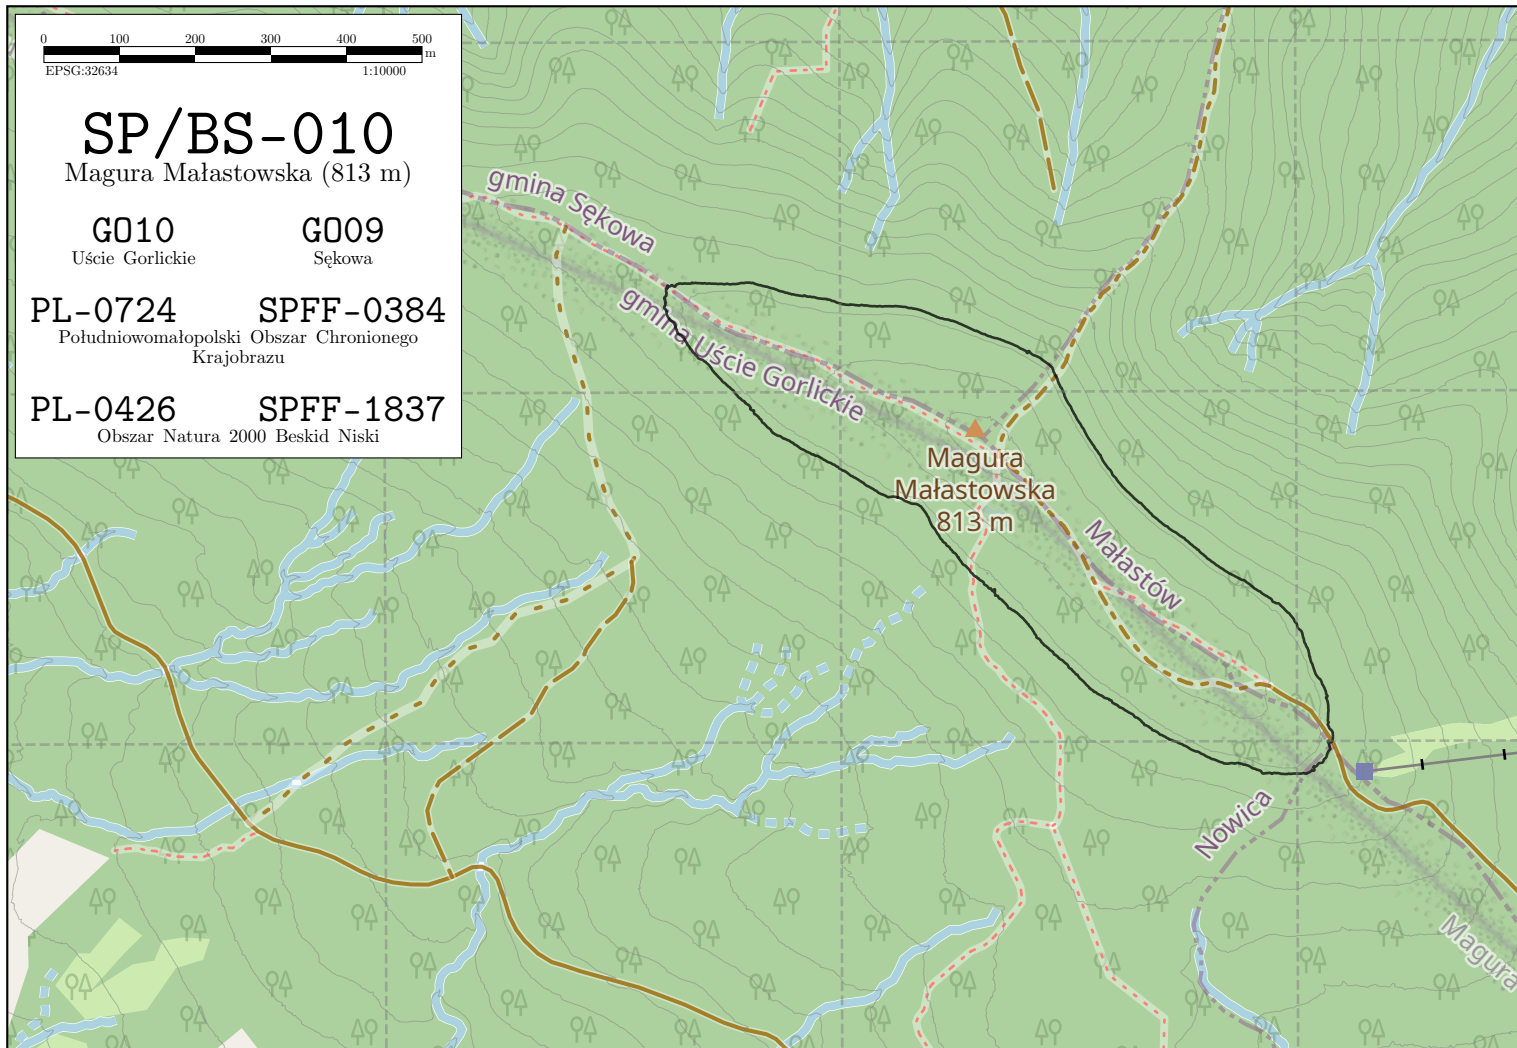 0 100 200 300 400 500
m
EPSG:32634 1:10000
SP/BS-010
Magura Małastowska (813 m)
GO10 GO09
Uście Gorlickie Sękowa
PL-0724 SPFF-0384
Południowomałopolski Obszar Chronionego
Krajobrazu
PL-0426 SPFF-1837
Obszar Natura 2000 Beskid Niski
gmina Sękowa
gmina Uście Gorlickie
Magura
Małastowska
813 m
Małastów
Nowica
Magura